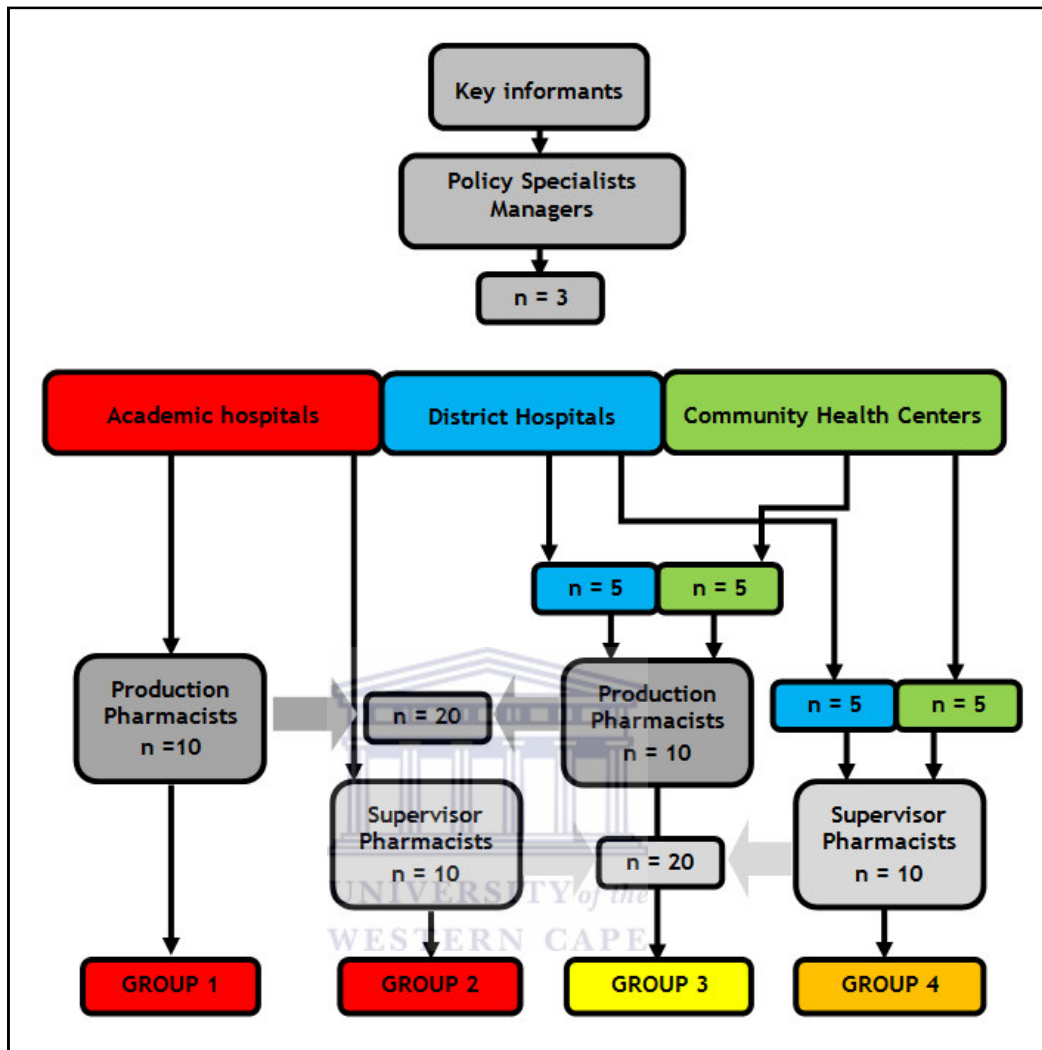 Key informants
Policy Specialists
Managers
n = 3
Academic hospitals
District Hospitals
Community Health Centers
n = 5
n = 5
Production
Pharmacists
n =10
n = 20
Production
Pharmacists
n = 10
n = 5
n = 5
Supervisor
Pharmacists
n = 10
n = 20
Supervisor
Pharmacists
n = 10
UNIVERSITY of the
WESTERN CAPE
GROUP 1
GROUP 2
GROUP 3
GROUP 4